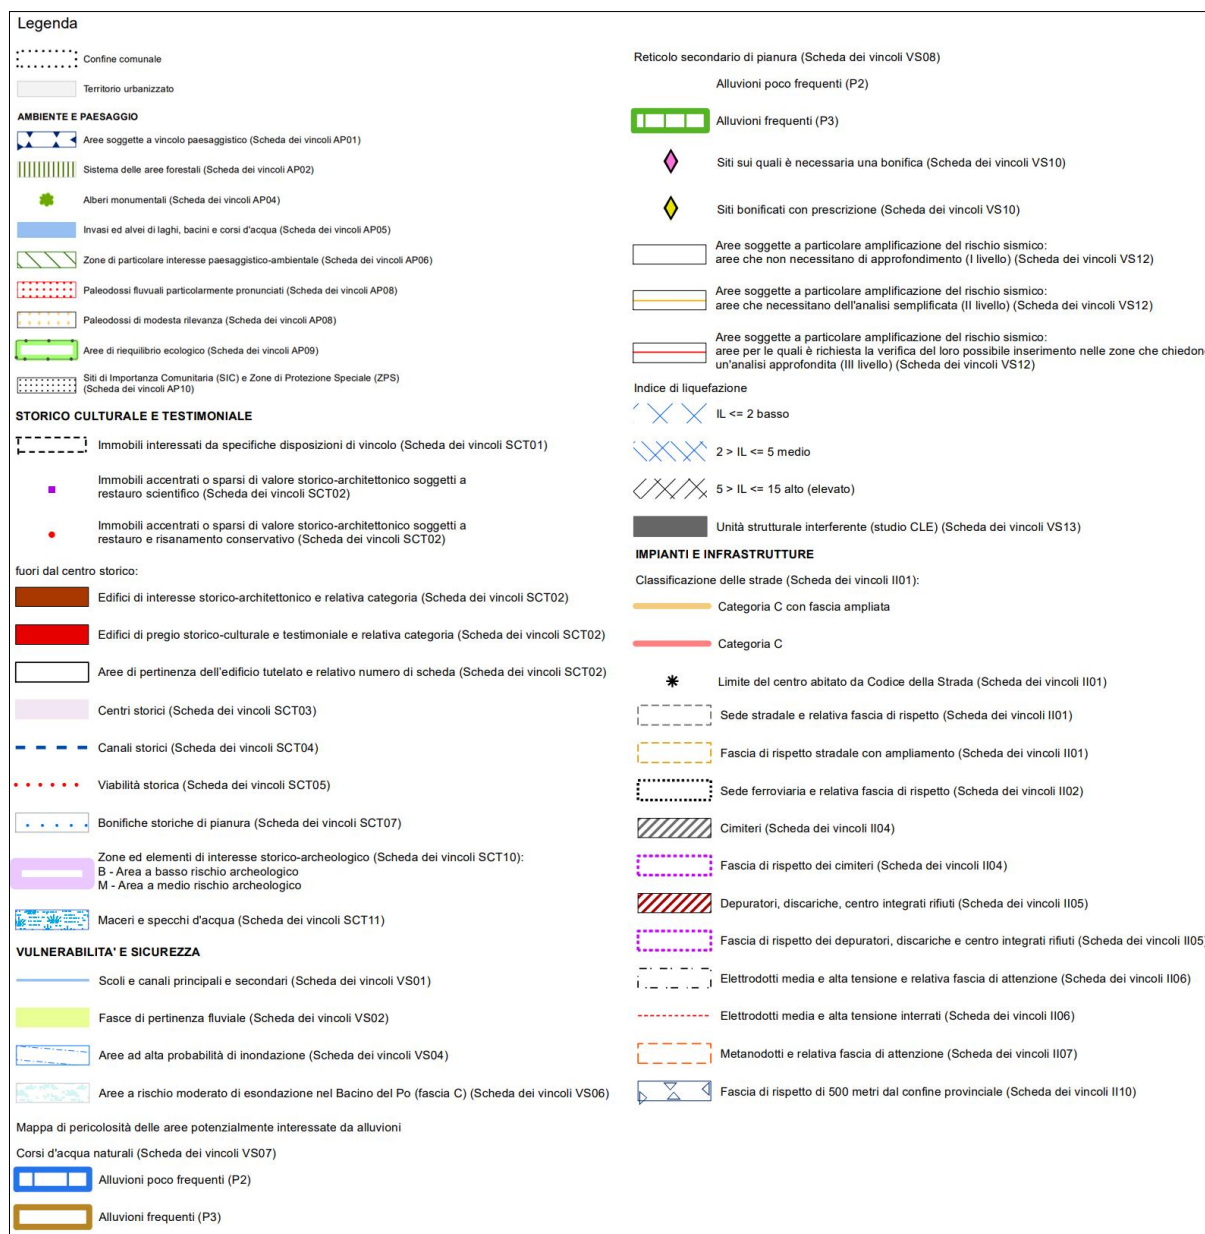 Legenda
Confine comunale
Territorio urbanizzato
AMBIENTE E PAESAGGIO
Aree soggette a vincolo paesaggistico (Scheda dei vincoli AP01)
Sistema delle aree forestali (Scheda dei vincoli AP02)
Alberi monumentali (Scheda dei vincoli AP04)
Invasi ed alvei di laghi, bacini e corsi d'acqua (Scheda dei vincoli AP05)
Zone di particolare interesse paesaggistico-ambientale (Scheda dei vincoli AP06)
Paleodossi fluvuali particolarmente pronunciati (Scheda dei vincoli AP08)
Paleodossi di modesta rilevanza (Scheda dei vincoli AP08)
Aree di riequilibrio ecologico (Scheda dei vincoli AP09)
Siti di Importanza Comunitaria (SIC) e Zone di Protezione Speciale (ZPS)
(Scheda dei vincoli AP10)
STORICO CULTURALE E TESTIMONIALE
Immobili interessati da specifiche disposizioni di vincolo (Scheda dei vincoli SCT01)
Immobili accentrati o sparsi di valore storico-architettonico soggetti a
restauro scientifico (Scheda dei vincoli SCT02)
Immobili accentrati o sparsi di valore storico-architettonico soggetti a
restauro e risanamento conservativo (Scheda dei vincoli SCT02)
fuori dal centro storico:
Edifici di interesse storico-architettonico e relativa categoria (Scheda dei vincoli SCT02)
Edifici di pregio storico-culturale e testimoniale e relativa categoria (Scheda dei vincoli SCT02)
Aree di pertinenza dell'edificio tutelato e relativo numero di scheda (Scheda dei vincoli SCT02)
Centri storici (Scheda dei vincoli SCT03)
Canali storici (Scheda dei vincoli SCT04)
Viabilità storica (Scheda dei vincoli SCT05)
Bonifiche storiche di pianura (Scheda dei vincoli SCT07)
Zone ed elementi di interesse storico-archeologico (Scheda dei vincoli SCT10):
B - Area a basso rischio archeologico
M - Area a medio rischio archeologico
Maceri e specchi d'acqua (Scheda dei vincoli SCT11)
VULNERABILITA' E SICUREZZA
Scoli e canali principali e secondari (Scheda dei vincoli VS01)
Fasce di pertinenza fluviale (Scheda dei vincoli VS02)
Aree ad alta probabilità di inondazione (Scheda dei vincoli VS04)
Aree a rischio moderato di esondazione nel Bacino del Po (fascia C) (Scheda dei vincoli VS06)
Mappa di pericolosità delle aree potenzialmente interessate da alluvioni
Corsi d'acqua naturali (Scheda dei vincoli VS07)
Alluvioni poco frequenti (P2)
Alluvioni frequenti (P3)
Reticolo secondario di pianura (Scheda dei vincoli VS08)
Alluvioni poco frequenti (P2)
Alluvioni frequenti (P3)
Siti sui quali è necessaria una bonifica (Scheda dei vincoli VS10)
Siti bonificati con prescrizione (Scheda dei vincoli VS10)
Aree soggette a particolare amplificazione del rischio sismico:
aree che non necessitano di approfondimento (I livello) (Scheda dei vincoli VS12)
Aree soggette a particolare amplificazione del rischio sismico:
aree che necessitano dell'analisi semplificata (II livello) (Scheda dei vincoli VS12)
Aree soggette a particolare amplificazione del rischio sismico:
aree per le quali è richiesta la verifica del loro possibile inserimento nelle zone che chiedono
un'analisi approfondita (III livello) (Scheda dei vincoli VS12)
Indice di liquefazione
IL <= 2 basso
2 > IL <= 5 medio
5 > IL <= 15 alto (elevato)
Unità strutturale interferente (studio CLE) (Scheda dei vincoli VS13)
IMPIANTI E INFRASTRUTTURE
Classificazione delle strade (Scheda dei vincoli II01):
Categoria C con fascia ampliata
Categoria C
Limite del centro abitato da Codice della Strada (Scheda dei vincoli II01)
Sede stradale e relativa fascia di rispetto (Scheda dei vincoli II01)
Fascia di rispetto stradale con ampliamento (Scheda dei vincoli II01)
Sede ferroviaria e relativa fascia di rispetto (Scheda dei vincoli II02)
Cimiteri (Scheda dei vincoli II04)
Fascia di rispetto dei cimiteri (Scheda dei vincoli II04)
Depuratori, discariche, centro integrati rifiuti (Scheda dei vincoli II05)
Fascia di rispetto dei depuratori, discariche e centro integrati rifiuti (Scheda dei vincoli II05)
Elettrodotti media e alta tensione e relativa fascia di attenzione (Scheda dei vincoli II06)
Elettrodotti media e alta tensione interrati (Scheda dei vincoli II06)
Metanodotti e relativa fascia di attenzione (Scheda dei vincoli II07)
Fascia di rispetto di 500 metri dal confine provinciale (Scheda dei vincoli II10)